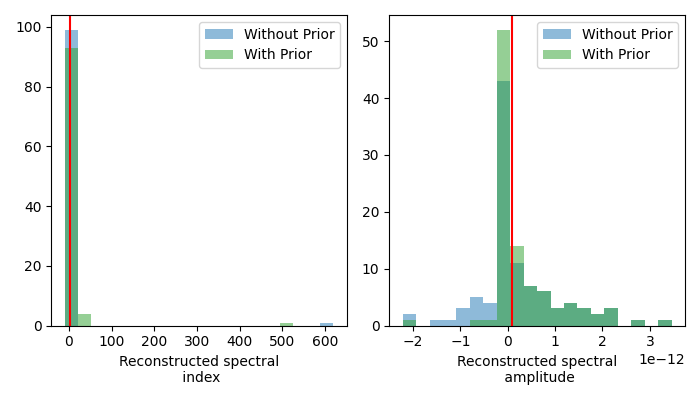 100
80
60
40
20
0
Without Prior
With Prior
0 100 200 300 400 500 600
Reconstructed spectral
index
50
40
30
20
10
0
Without Prior
With Prior
−2 −1 0 1 2 3
1e−12
Reconstructed spectral
amplitude